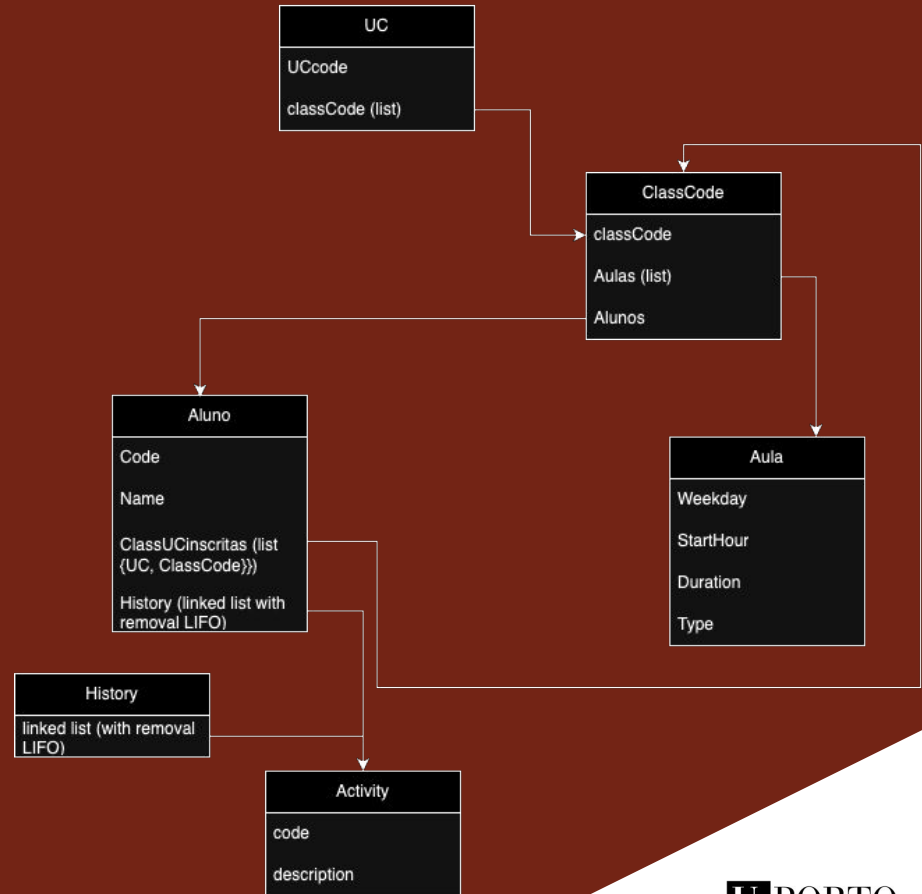 UC
UCcode
classCode (list)
ClassCode
classCode
Aulas (list)
Alunos
Aluno
Code
Name
ClassUCinscritas (list
{UC, ClassCode}})
History (linked list with
removal LIFO)
Aula
Weekday
StartHour
Duration
Type
History
linked list (with removal
LIFO)
Activity
code
description
U.PORTO